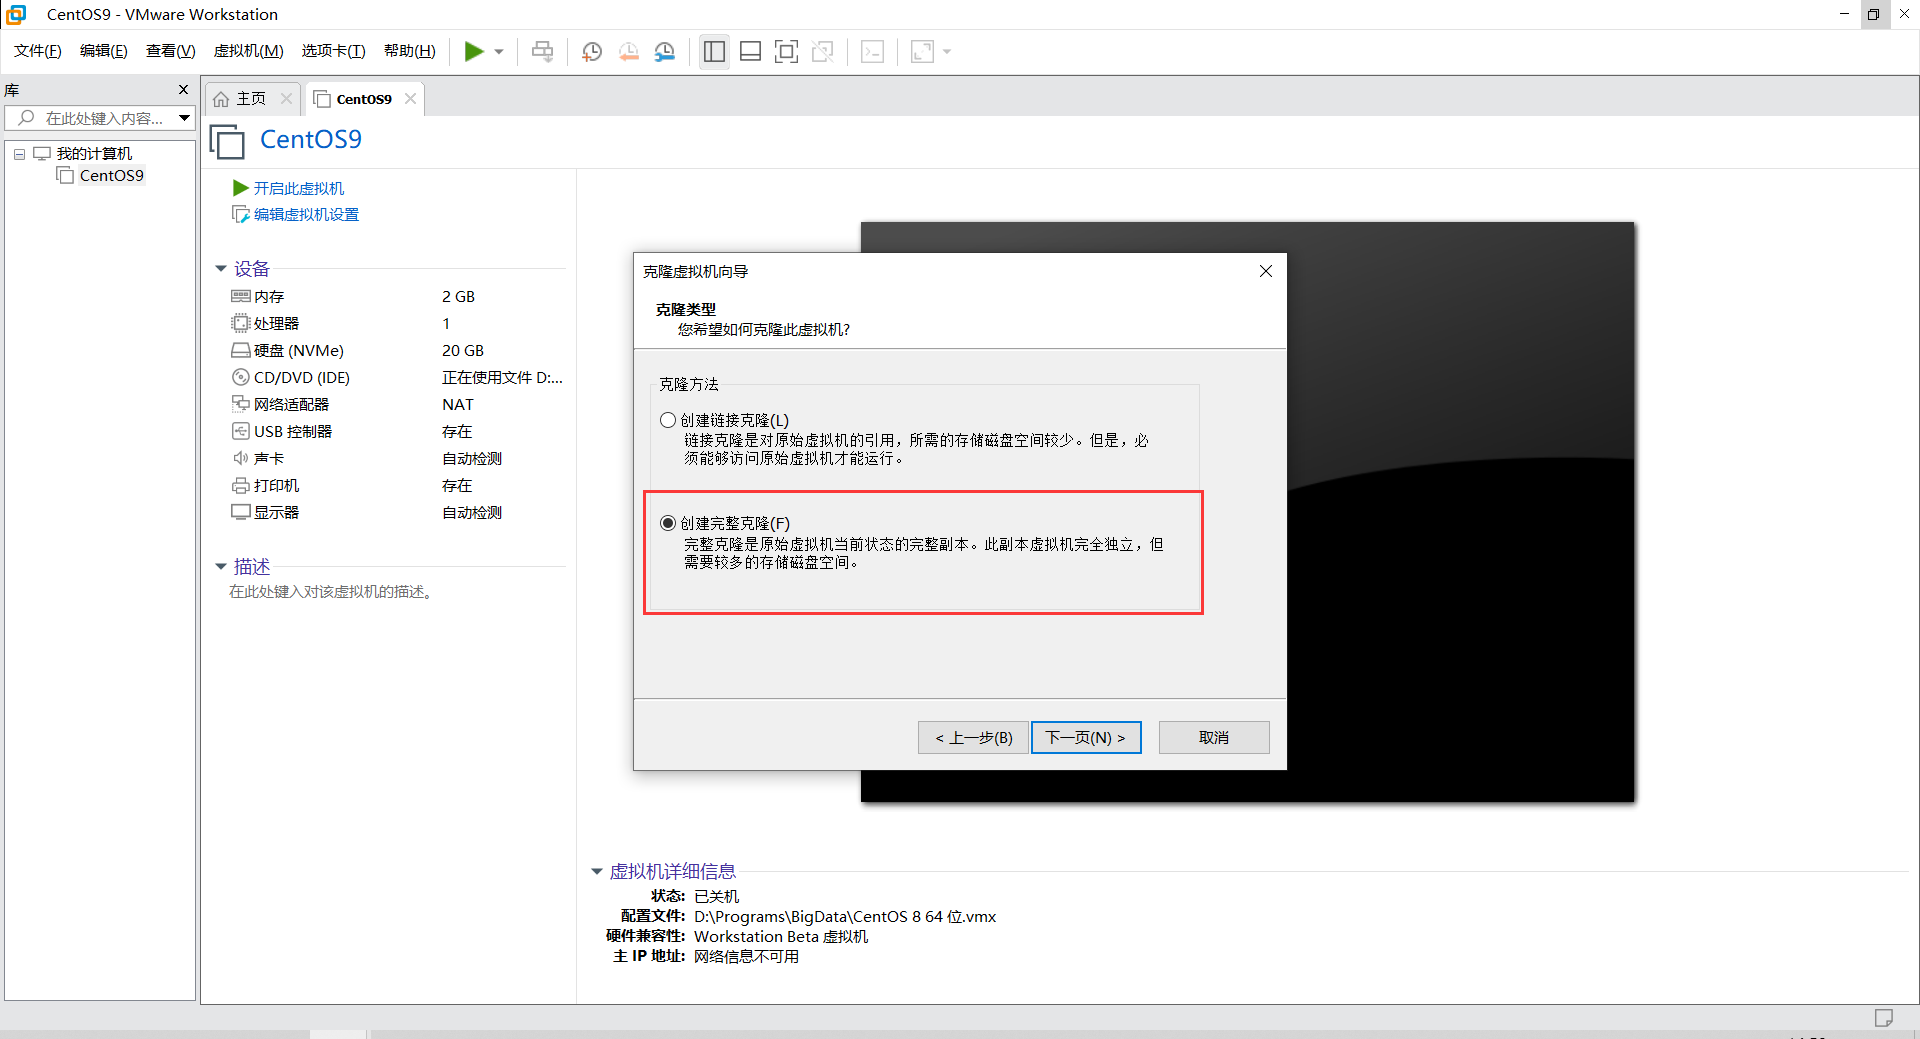 CentOS9 - VMware Workstation
文件(F) 编辑(E) 查看(V) 虚拟机(M) 选项卡(T) 帮助(H)
库
在此处键入内容...
我的计算机
CentOS9
主页
CentOS9
CentOS9
开启此虚拟机
编辑虚拟机设置
设备
内存 2 GB
处理器 1
硬盘 (NVMe) 20 GB
CD/DVD (IDE) 正在使用文件 D:...
网络适配器 NAT
USB 控制器 存在
声卡 自动检测
打印机 存在
显示器 自动检测
描述
在此处键入对该虚拟机的描述。
克隆虚拟机向导
克隆类型
您希望如何克隆此虚拟机?
克隆方法
创建链接克隆(L)
链接克隆是对原始虚拟机的引用，所需的存储磁盘空间较少。但是，必
须能够访问原始虚拟机才能运行。
创建完整克隆(F)
完整克隆是原始虚拟机当前状态的完整副本。此副本虚拟机完全独立，但
需要较多的存储磁盘空间。
< 上一步(B) 下一页(N) > 取消
虚拟机详细信息
状态: 已关机
配置文件: D:\Programs\BigData\CentOS 8 64 位.vmx
硬件兼容性: Workstation Beta 虚拟机
主 IP 地址: 网络信息不可用